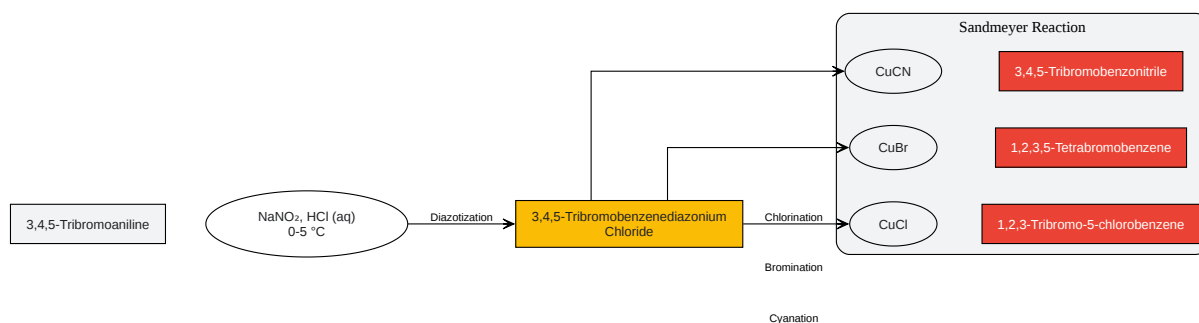 Sandmeyer Reaction
CuCN
3,4,5-Tribromobenzonitrile
CuBr
1,2,3,5-Tetrabromobenzene
3,4,5-Tribromoaniline
NaNO₂, HCl (aq)
0-5 °C
Diazotization
3,4,5-Tribromobenzenediazonium
Chloride
Chlorination
CuCl
1,2,3-Tribromo-5-chlorobenzene
Bromination
Cyanation